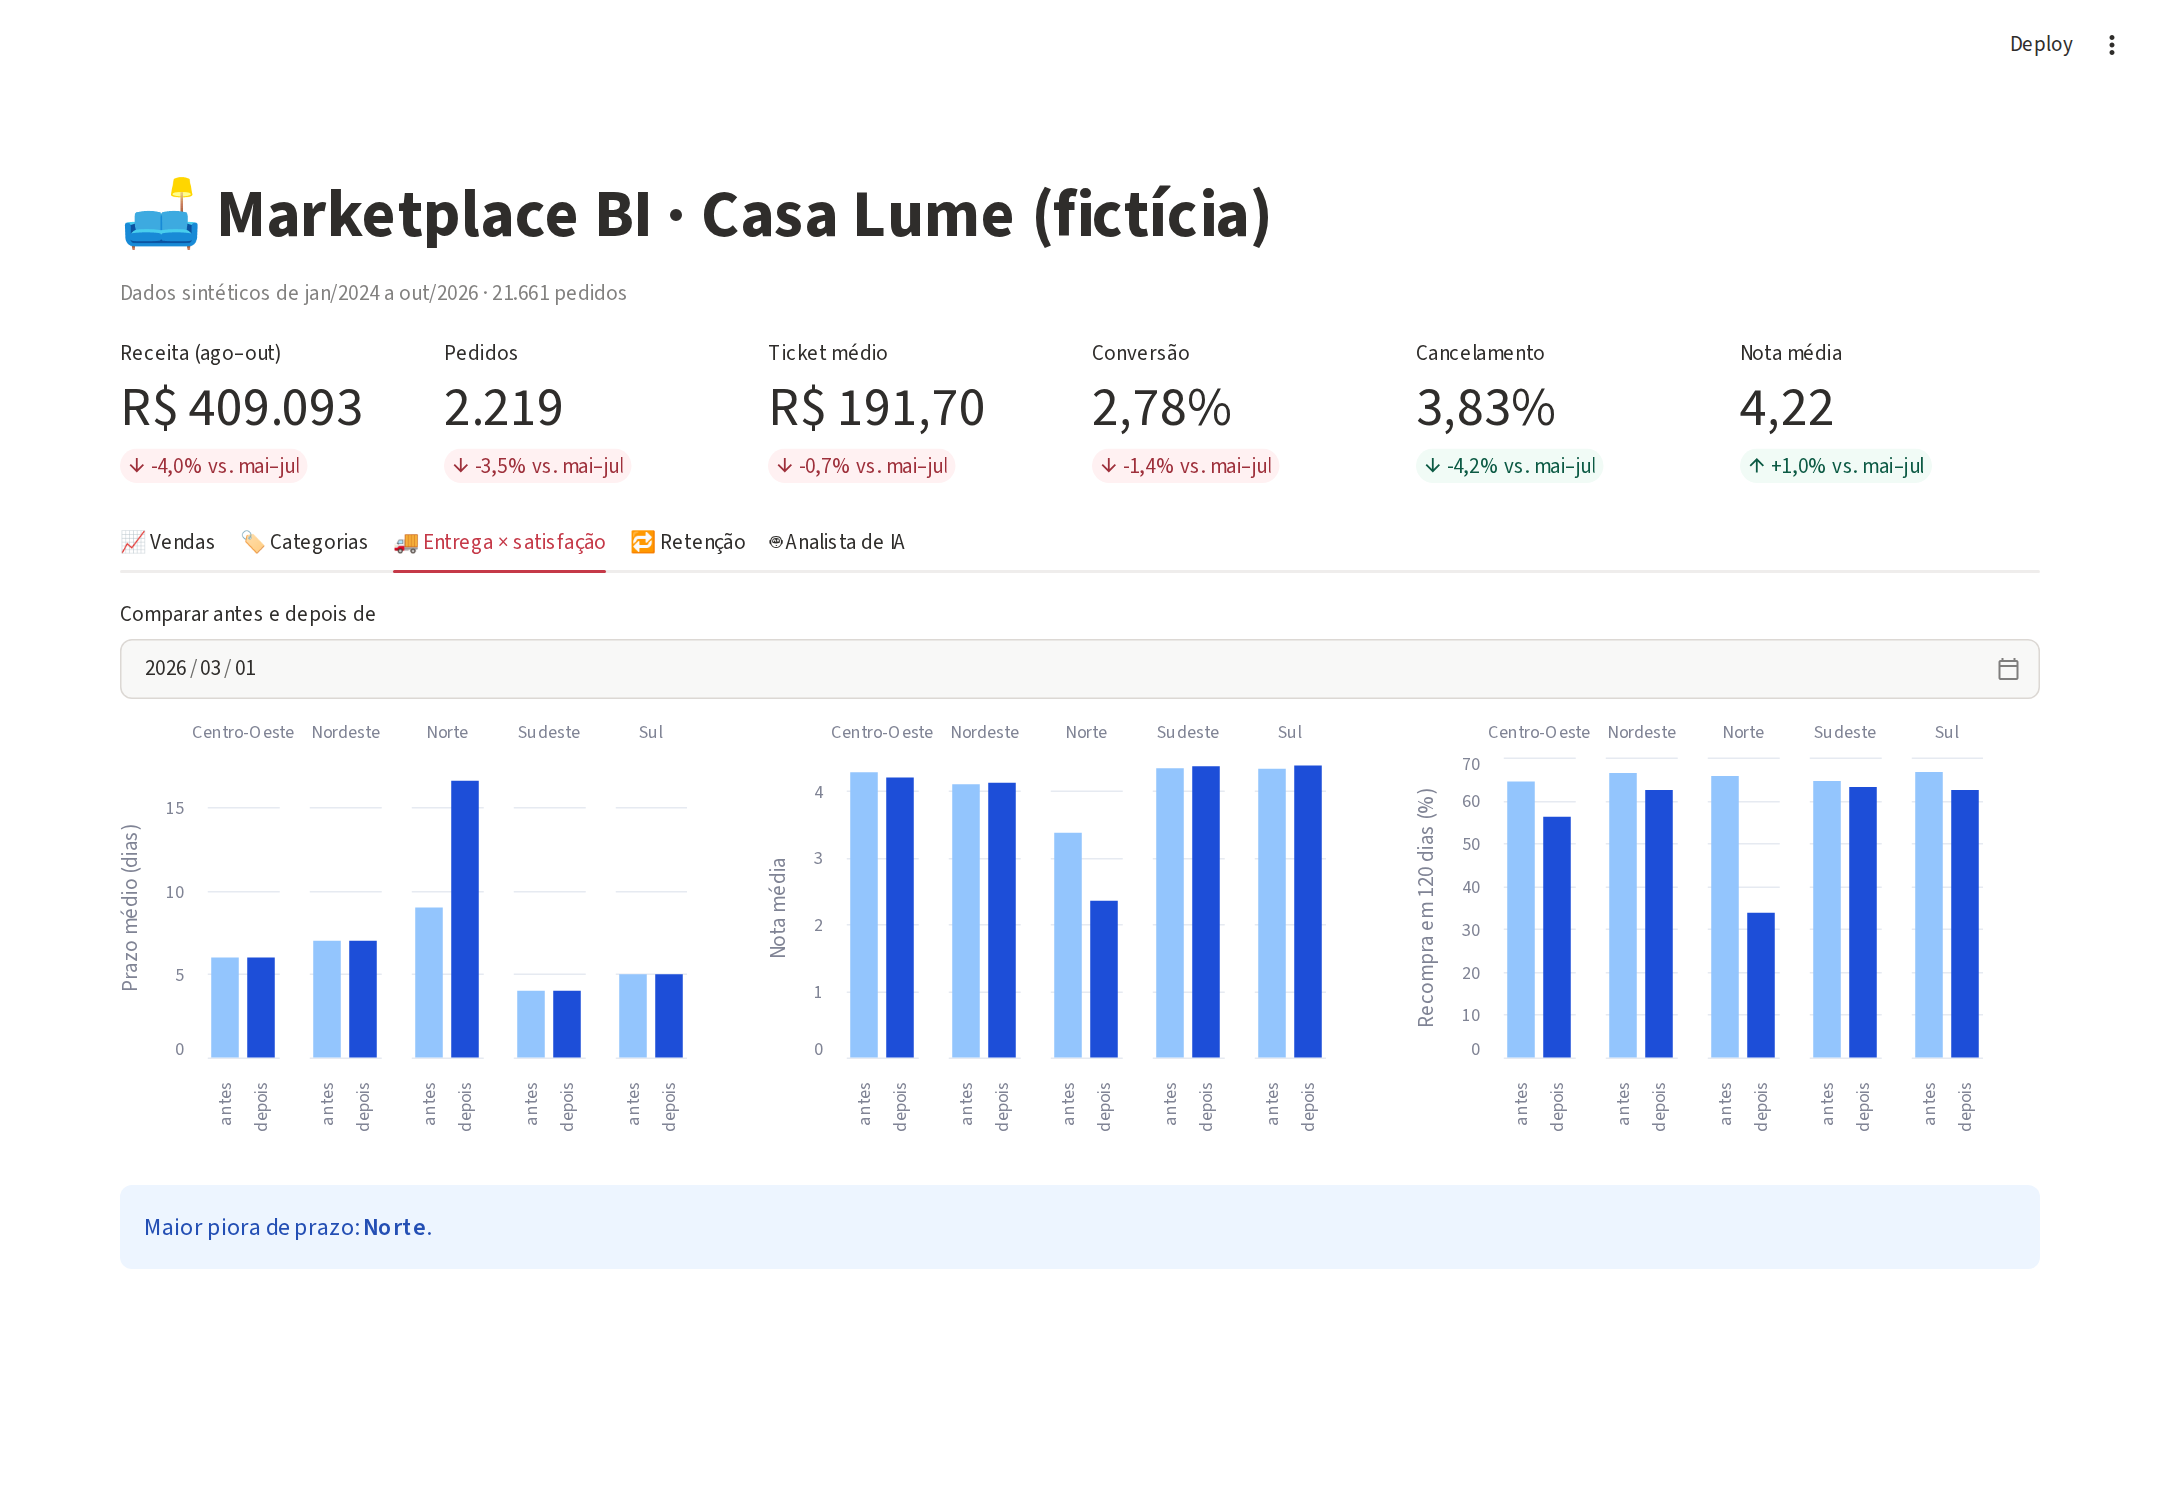 Deploy
Marketplace BI · Casa Lume (fictícia)
Dados sintéticos de jan/2024 a out/2026 · 21.661 pedidos
Receita (ago–out) Pedidos Ticket médio Conversão Cancelamento Nota média
R$ 409.093 2.219 R$ 191,70 2,78% 3,83% 4,22
↓ -4,0% vs. mai–jul ↓ -3,5% vs. mai–jul ↓ -0,7% vs. mai–jul ↓ -1,4% vs. mai–jul ↓ -4,2% vs. mai–jul ↑ +1,0% vs. mai–jul
Vendas Categorias Entrega × satisfação Retenção Analista de IA
Comparar antes e depois de
2026/03/01
Centro-Oeste Nordeste Norte Sudeste Sul
Prazo médio (dias)
15
10
5
0
antes depois antes depois antes depois antes depois antes depois
Centro-Oeste Nordeste Norte Sudeste Sul
Nota média
4
3
2
1
0
antes depois antes depois antes depois antes depois antes depois
Centro-Oeste Nordeste Norte Sudeste Sul
Recompra em 120 dias (%)
70
60
50
40
30
20
10
0
antes depois antes depois antes depois antes depois antes depois
Maior piora de prazo: Norte.